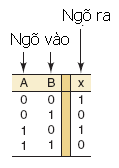 Ngõ ra
Ngõ vào
A B x
0 0 1
0 1 0
1 0 1
1 1 0